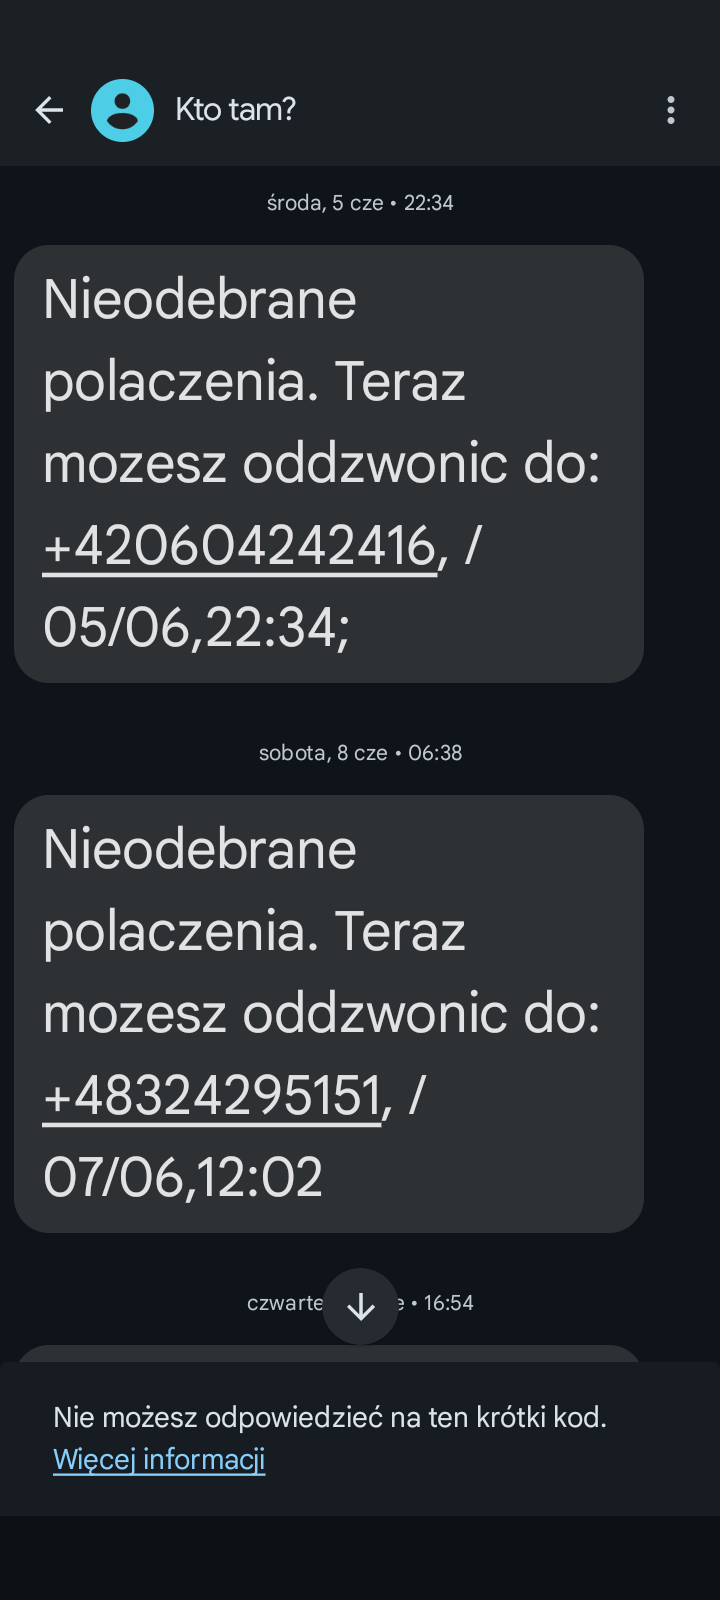 Kto tam?
środa, 5 cze • 22:34
Nieodebrane
polaczenia. Teraz
mozesz oddzwonic do:
+420604242416, /
05/06,22:34;
sobota, 8 cze • 06:38
Nieodebrane
polaczenia. Teraz
mozesz oddzwonic do:
+48324295151, /
07/06,12:02
• 16:54
Nie możesz odpowiedzieć na ten krótki kod.
Więcej informacji